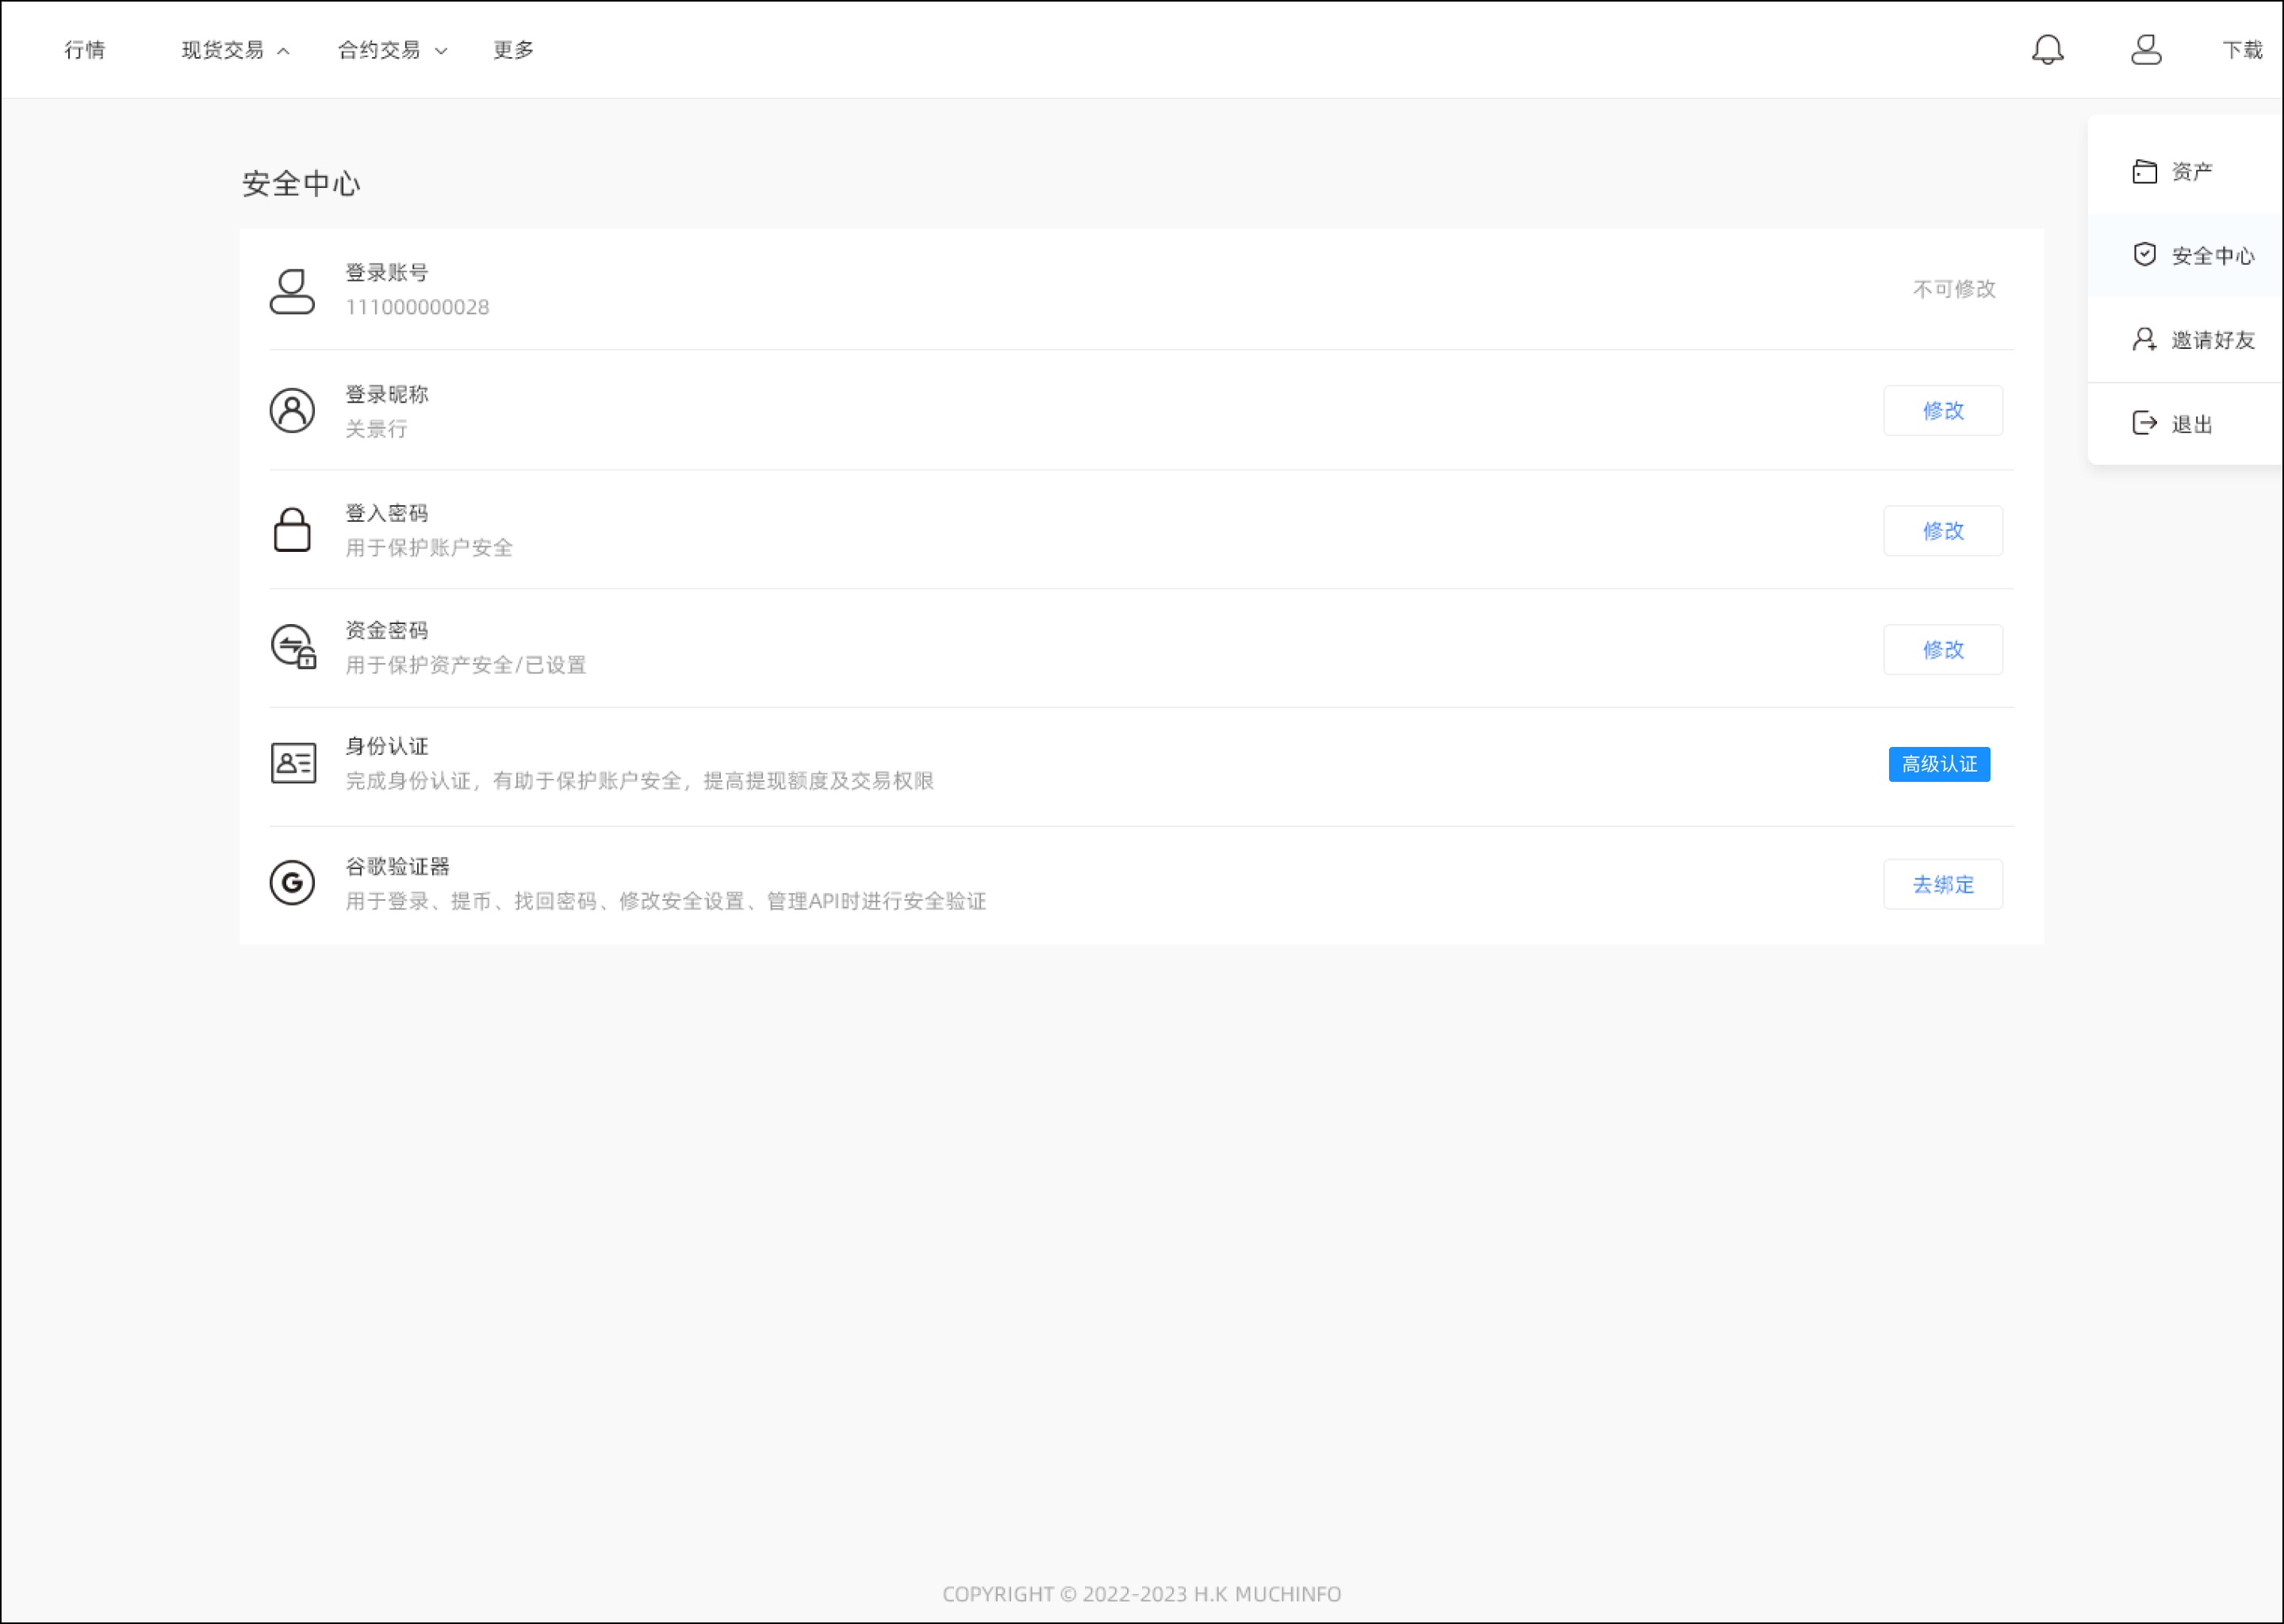 行情 现货交易 合约交易 更多 下载
资产
安全中心
安全中心
邀请好友
退出
登录账号
111000000028
不可修改
登录昵称
关景行
修改
登入密码
用于保护账户安全
修改
资金密码
用于保护资产安全/已设置
修改
身份认证
完成身份认证，有助于保护账户安全，提高提现额度及交易权限
高级认证
谷歌验证器
用于登录、提币、找回密码、修改安全设置、管理API时进行安全验证
去绑定
COPYRIGHT © 2022-2023 H.K MUCHINFO